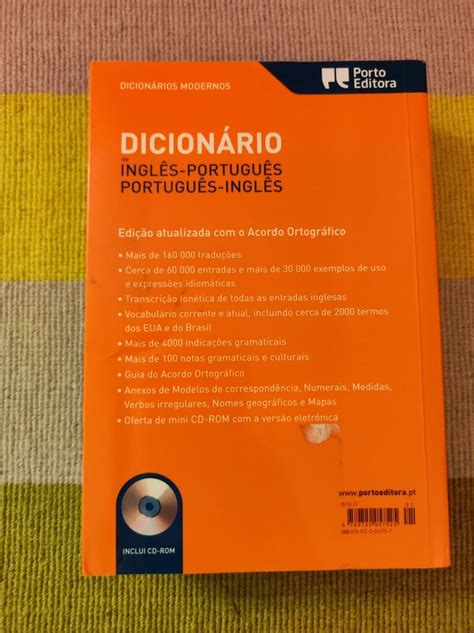 Porto
Editora
DICIONÁRIOS MODERNOS
DICIONÁRIO
de
INGLÊS-PORTUGUÊS
PORTUGUÊS-INGLÊS
Edição atualizada com o Acordo Ortográfico
• Mais de 160 000 traduções
• Cerca de 60 000 entradas e mais de 30 000 exemplos de uso
e expressões idiomáticas
• Transcrição fonética de todas as entradas inglesas
• Vocabulário corrente e atual, incluindo cerca de 2000 termos
dos EUA e do Brasil
• Mais de 4000 indicações gramaticais
• Mais de 100 notas gramaticais e culturais
• Guia do Acordo Ortográfico
• Anexos de Modelos de correspondência, Numerais, Medidas,
Verbos irregulares, Nomes geográficos e Mapas
• Oferta de mini CD-ROM com a versão eletrónica
www.portoeditora.pt
INCLUI CD-ROM